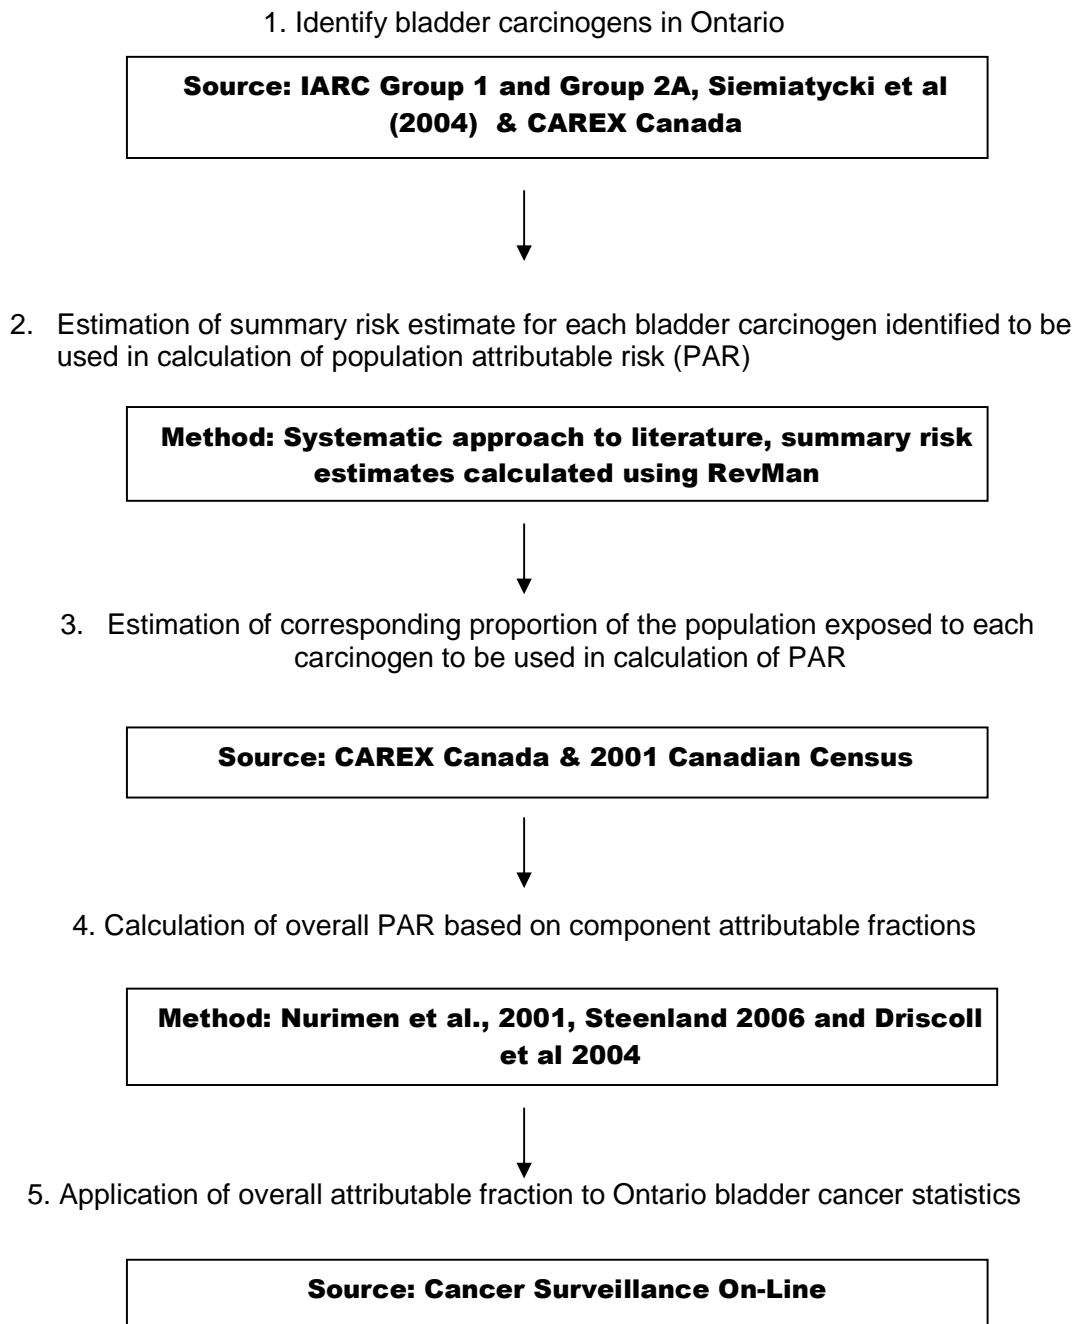 1. Identify bladder carcinogens in Ontario
Source: IARC Group 1 and Group 2A, Siemiatycki et al
(2004) & CAREX Canada
2. Estimation of summary risk estimate for each bladder carcinogen identified to be
used in calculation of population attributable risk (PAR)
Method: Systematic approach to literature, summary risk
estimates calculated using RevMan
3. Estimation of corresponding proportion of the population exposed to each
carcinogen to be used in calculation of PAR
Source: CAREX Canada & 2001 Canadian Census
4. Calculation of overall PAR based on component attributable fractions
Method: Nurimen et al., 2001, Steenland 2006 and Driscoll
et al 2004
5. Application of overall attributable fraction to Ontario bladder cancer statistics
Source: Cancer Surveillance On-Line